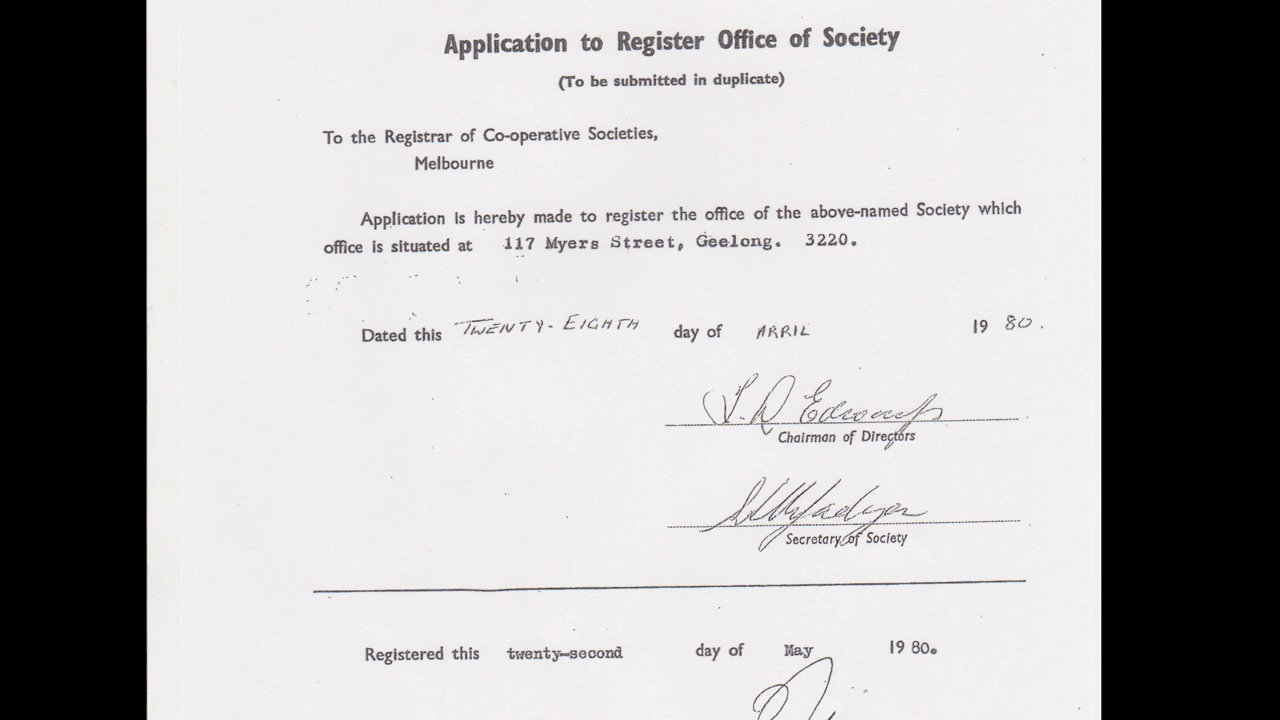 Application to Register Office of Society
(To be submitted in duplicate)
To the Registrar of Co-operative Societies,
Melbourne
Application is hereby made to register the office of the above-named Society which
office is situated at 117 Myers Street, Geelong. 3220.
Dated this TWENTY-EIGHTH day of APRIL 19 80.
Chairman of Directors
Secretary of Society
Registered this twenty-second day of May 19 80.